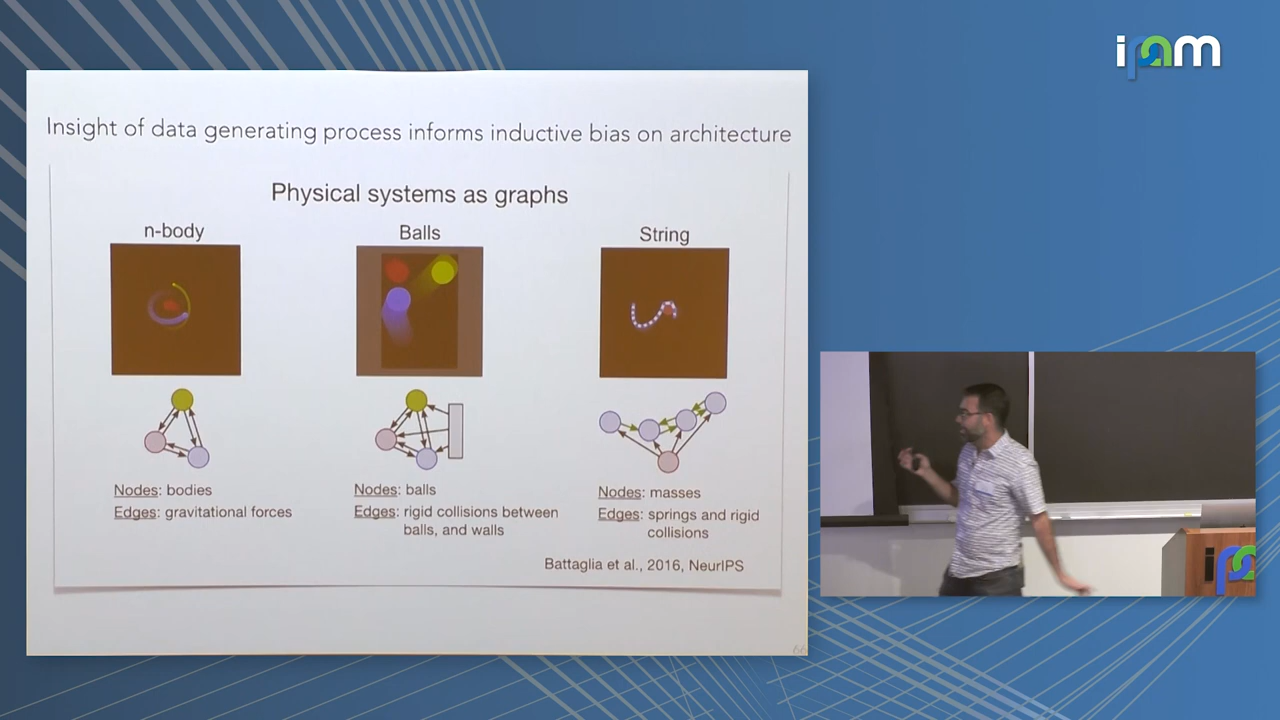 ipam
Insight of data generating process informs inductive bias on architecture
Physical systems as graphs
n-body
Balls
String
Nodes: bodies
Edges: gravitational forces
Nodes: balls
Edges: rigid collisions between
balls, and walls
Nodes: masses
Edges: springs and rigid
collisions
Battaglia et al., 2016, NeurIPS
66